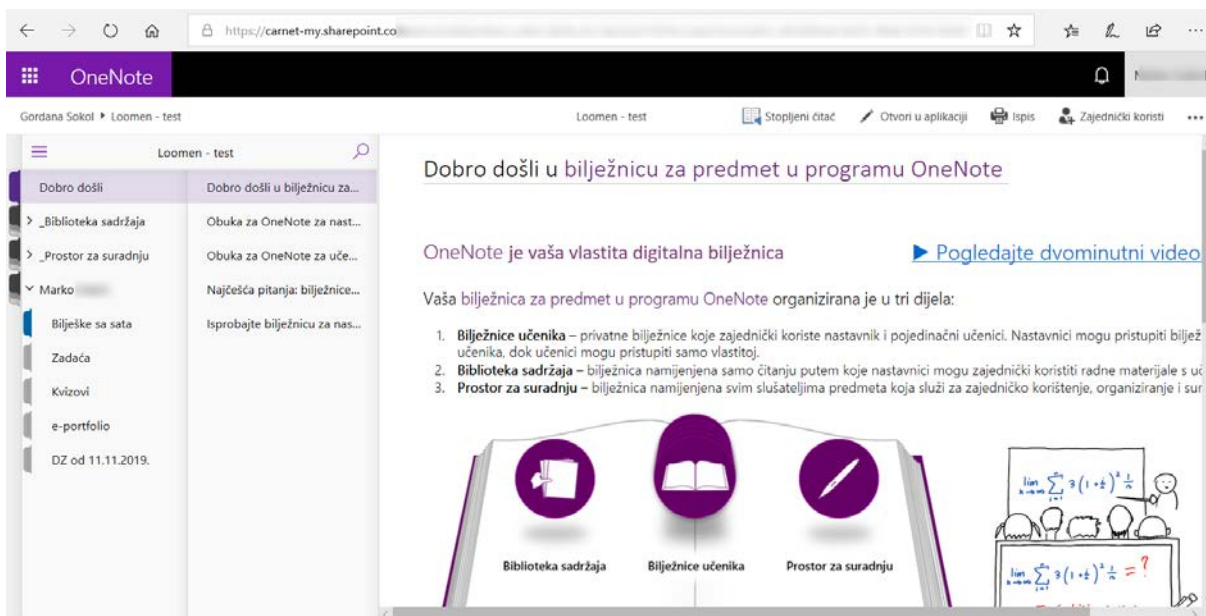 https://carnet-my.sharepoint.co
OneNote
Gordana Sokol ▸ Loomen - test
Loomen - test
Stopljeni čitač
Otvori u aplikaciji
Ispis
Zajednički koristi
Loomen - test
Dobro došli
_Biblioteka sadržaja
_Prostor za suradnju
Marko
Bilješke sa sata
Zadaća
Kvizovi
e-portfolio
DZ od 11.11.2019.
Dobro došli u bilježnicu za...
Obuka za OneNote za nast...
Obuka za OneNote za uče...
Najčešća pitanja: bilježnice...
Isprobajte bilježnicu za nas...
Dobro došli u bilježnicu za predmet u programu OneNote
OneNote je vaša vlastita digitalna bilježnica
▶ Pogledajte dvominutni video
Vaša bilježnica za predmet u programu OneNote organizirana je u tri dijela:
1. Bilježnice učenika – privatne bilježnice koje zajednički koriste nastavnik i pojedinačni učenici. Nastavnici mogu pristupiti biljež
učenika, dok učenici mogu pristupiti samo vlastitoj.
2. Biblioteka sadržaja – bilježnica namijenjena samo čitanju putem koje nastavnici mogu zajednički koristiti radne materijale s uč
3. Prostor za suradnju – bilježnica namijenjena svim slušateljima predmeta koja služi za zajedničko korištenje, organiziranje i sur
Biblioteka sadržaja
Bilježnice učenika
Prostor za suradnju